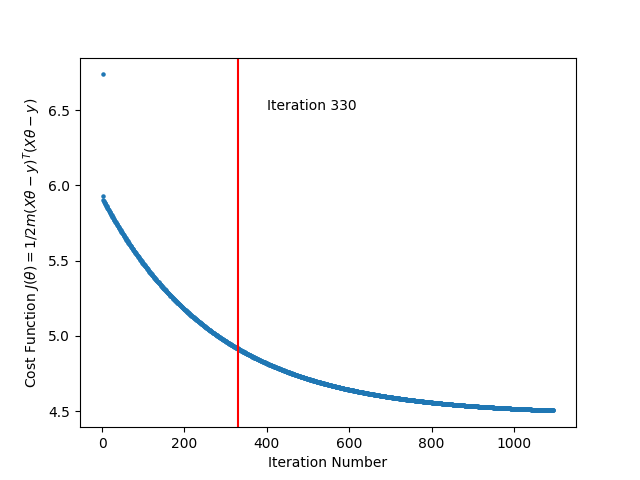 Cost Function J(θ) = 1/2m(Xθ − y)ᵀ(Xθ − y)
6.5
6.0
5.5
5.0
4.5
Iteration 330
0 200 400 600 800 1000
Iteration Number